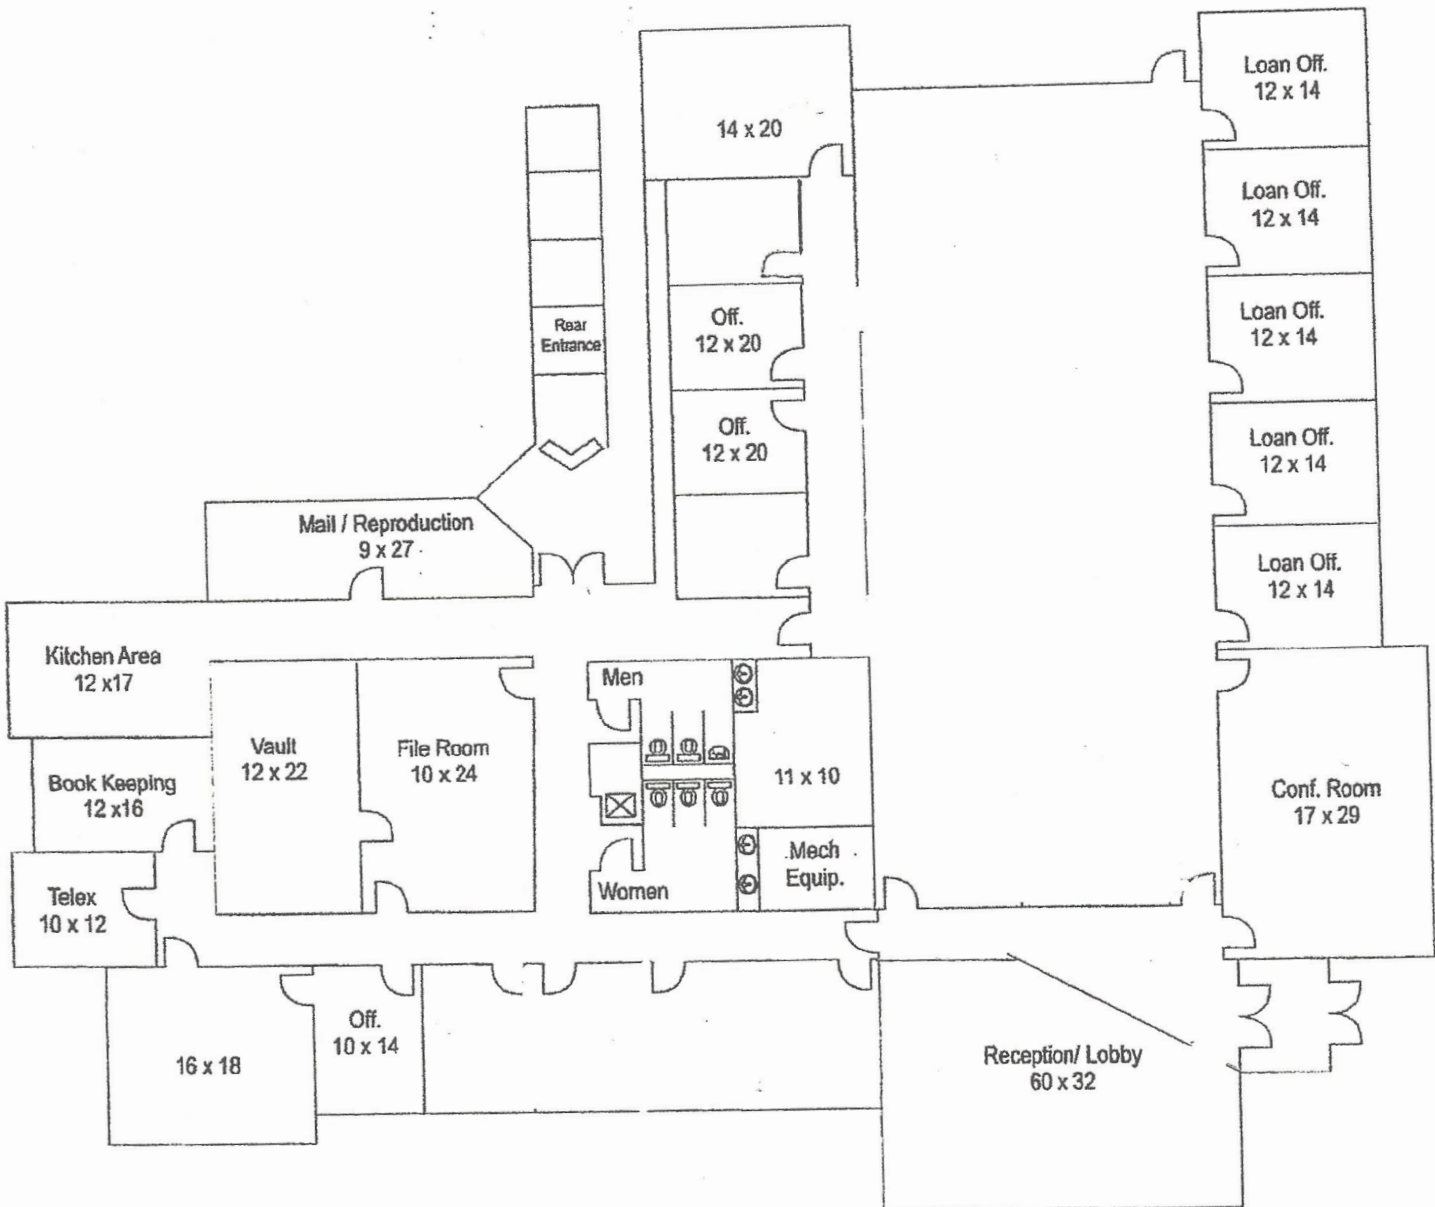 Loan Off.
12 x 14
14 x 20
Loan Off.
12 x 14
Rear
Entrance
Off.
12 x 20
Loan Off.
12 x 14
Off.
12 x 20
Loan Off.
12 x 14
Mail / Reproduction
9 x 27
Loan Off.
12 x 14
Kitchen Area
12 x17
Men
Vault
12 x 22
File Room
10 x 24
11 x 10
Book Keeping
12 x16
Conf. Room
17 x 29
Mech
Equip.
Telex
10 x 12
Women
Off.
10 x 14
16 x 18
Reception/ Lobby
60 x 32